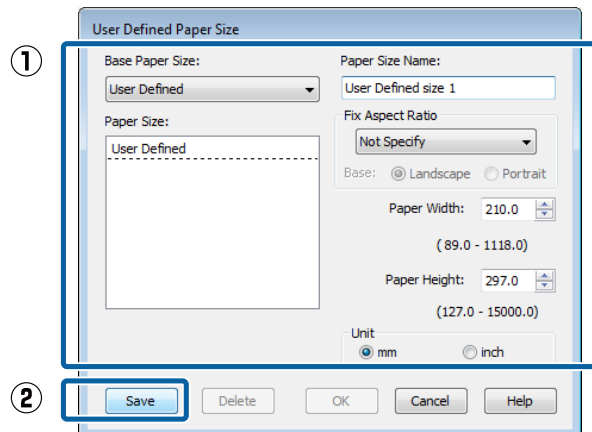 User Defined Paper Size
①
Base Paper Size:
User Defined
Paper Size:
User Defined
Paper Size Name:
User Defined size 1
Fix Aspect Ratio
Not Specify
Base: Landscape Portrait
Paper Width: 210.0
( 89.0 - 1118.0)
Paper Height: 297.0
(127.0 - 15000.0)
Unit
mm inch
②
Save Delete OK Cancel Help